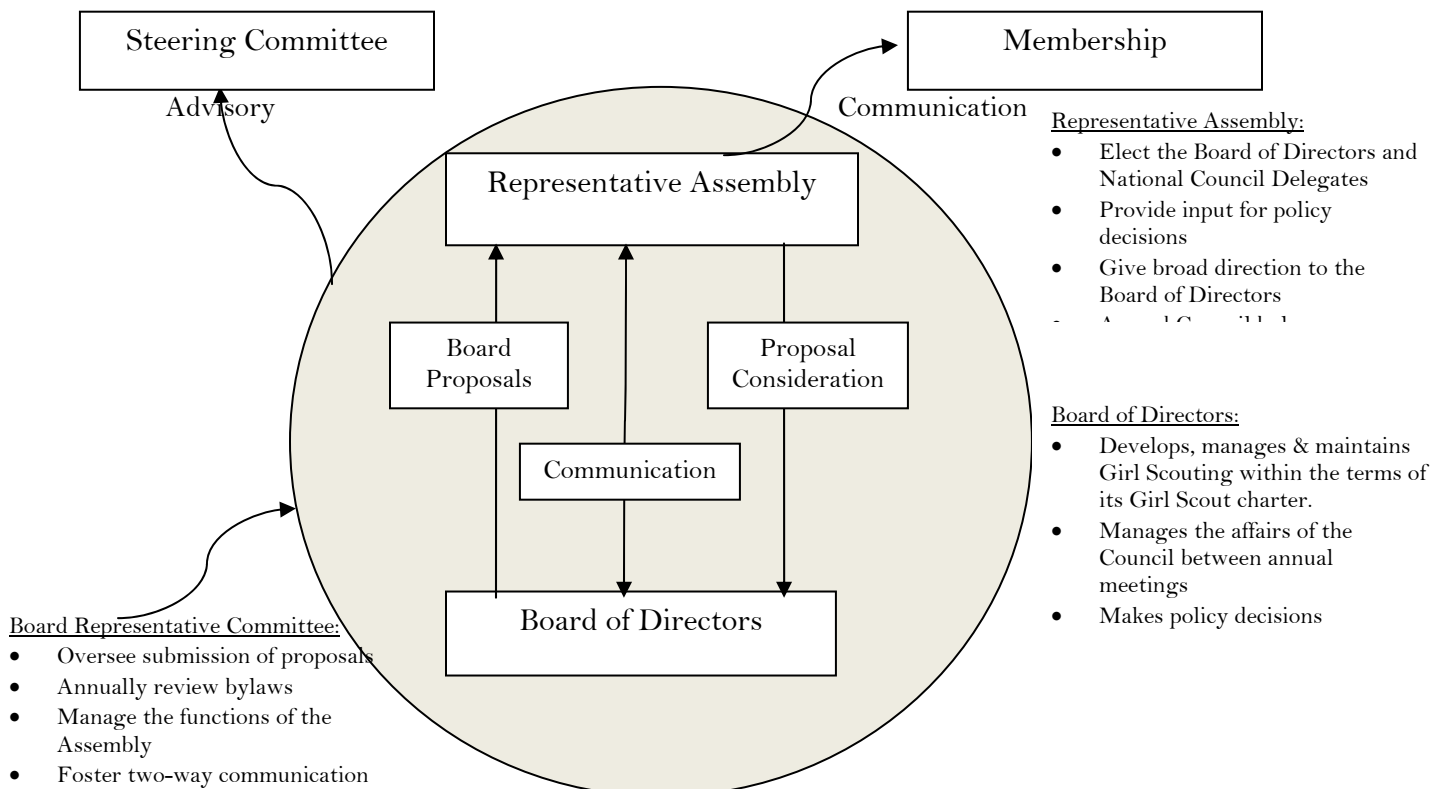 Steering Committee
Membership
Advisory
Communication
Representative Assembly
Board
Proposals
Proposal
Consideration
Communication
Board of Directors
Representative Assembly:
• Elect the Board of Directors and
National Council Delegates
• Provide input for policy
decisions
• Give broad direction to the
Board of Directors
Board of Directors:
• Develops, manages & maintains
Girl Scouting within the terms of
its Girl Scout charter.
• Manages the affairs of the
Council between annual
meetings
• Makes policy decisions
Board Representative Committee:
• Oversee submission of proposals
• Annually review bylaws
• Manage the functions of the
Assembly
• Foster two-way communication